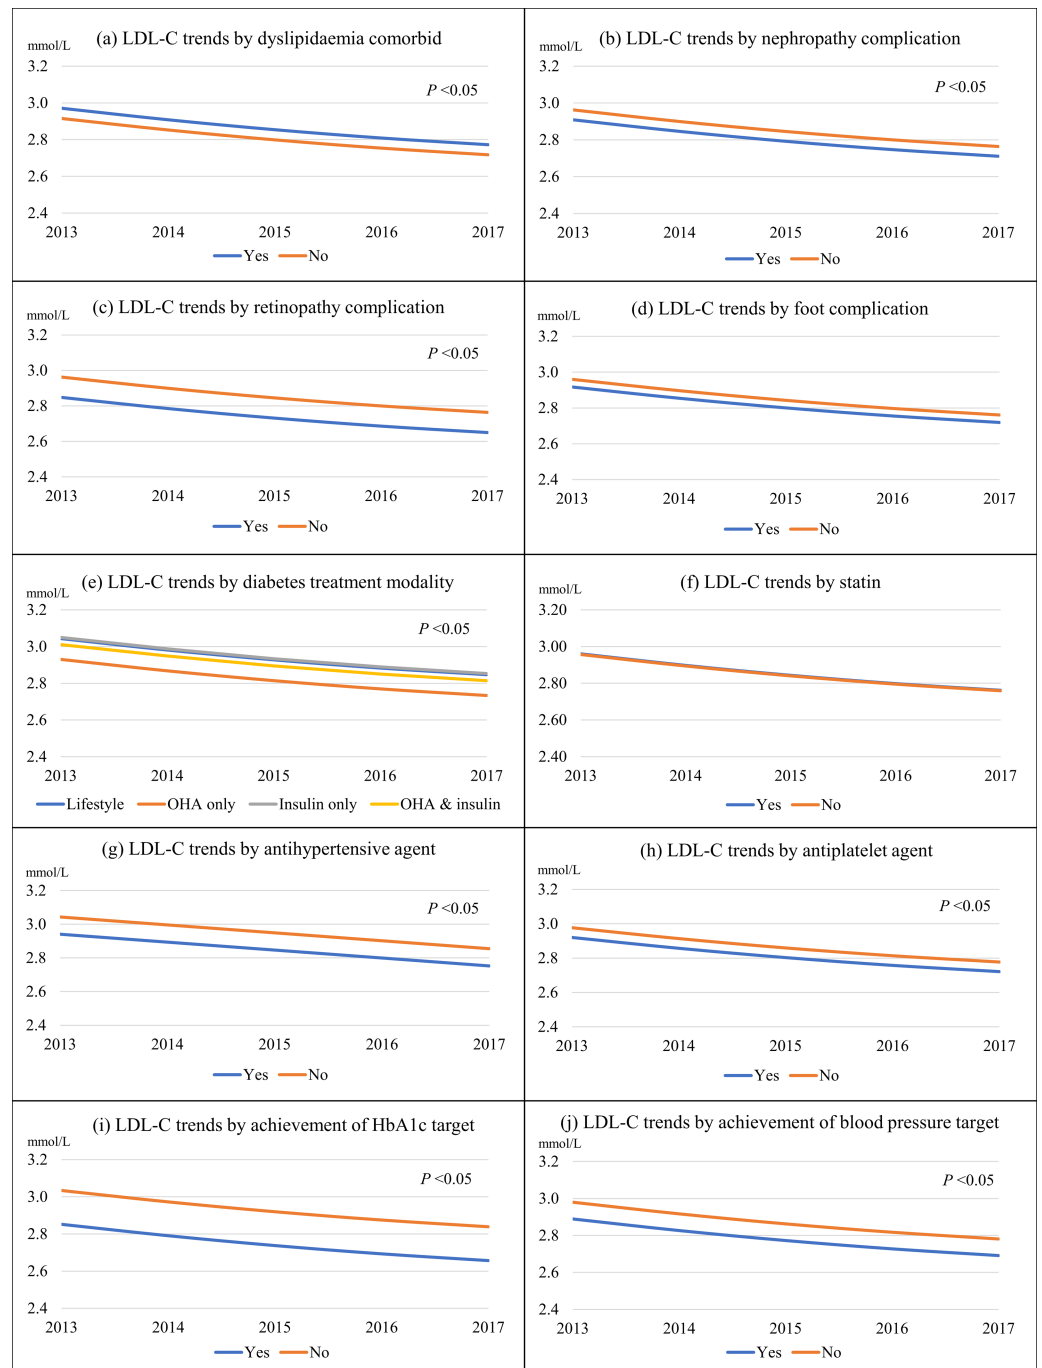 (a) LDL-C trends by dyslipidaemia comorbid
mmol/L
3.2
P <0.05
3.0
2.8
2.6
2.4
2013 2014 2015 2016 2017
Yes No
(b) LDL-C trends by nephropathy complication
mmol/L
3.2
P <0.05
3.0
2.8
2.6
2.4
2013 2014 2015 2016 2017
Yes No
(c) LDL-C trends by retinopathy complication
mmol/L
3.2
P <0.05
3.0
2.8
2.6
2.4
2013 2014 2015 2016 2017
Yes No
(d) LDL-C trends by foot complication
mmol/L
3.2
3.0
2.8
2.6
2.4
2013 2014 2015 2016 2017
Yes No
(e) LDL-C trends by diabetes treatment modality
mmol/L
3.20
P <0.05
3.00
2.80
2.60
2.40
2013 2014 2015 2016 2017
Lifestyle OHA only Insulin only OHA & insulin
(f) LDL-C trends by statin
mmol/L
3.20
3.00
2.80
2.60
2.40
2013 2014 2015 2016 2017
Yes No
(g) LDL-C trends by antihypertensive agent
mmol/L
3.2
P <0.05
3.0
2.8
2.6
2.4
2013 2014 2015 2016 2017
Yes No
(h) LDL-C trends by antiplatelet agent
mmol/L
3.2
P <0.05
3.0
2.8
2.6
2.4
2013 2014 2015 2016 2017
Yes No
(i) LDL-C trends by achievement of HbA1c target
mmol/L
3.2
P <0.05
3.0
2.8
2.6
2.4
2013 2014 2015 2016 2017
Yes No
(j) LDL-C trends by achievement of blood pressure target
mmol/L
3.2
P <0.05
3.0
2.8
2.6
2.4
2013 2014 2015 2016 2017
Yes No